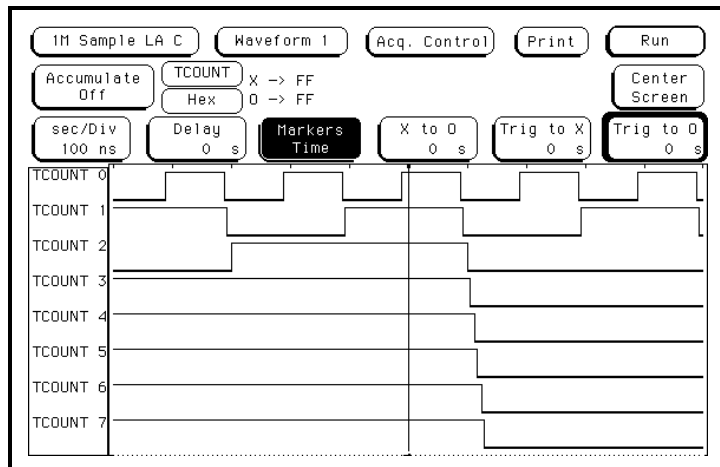 1M Sample LA C Waveform 1 Acq. Control Print Run
Accumulate Off TCOUNT X -> FF Center Screen
Hex O -> FF
sec/Div Delay Markers X to O Trig to X Trig to O
100 ns 0 s Time 0 s 0 s 0 s
TCOUNT 0
TCOUNT 1
TCOUNT 2
TCOUNT 3
TCOUNT 4
TCOUNT 5
TCOUNT 6
TCOUNT 7